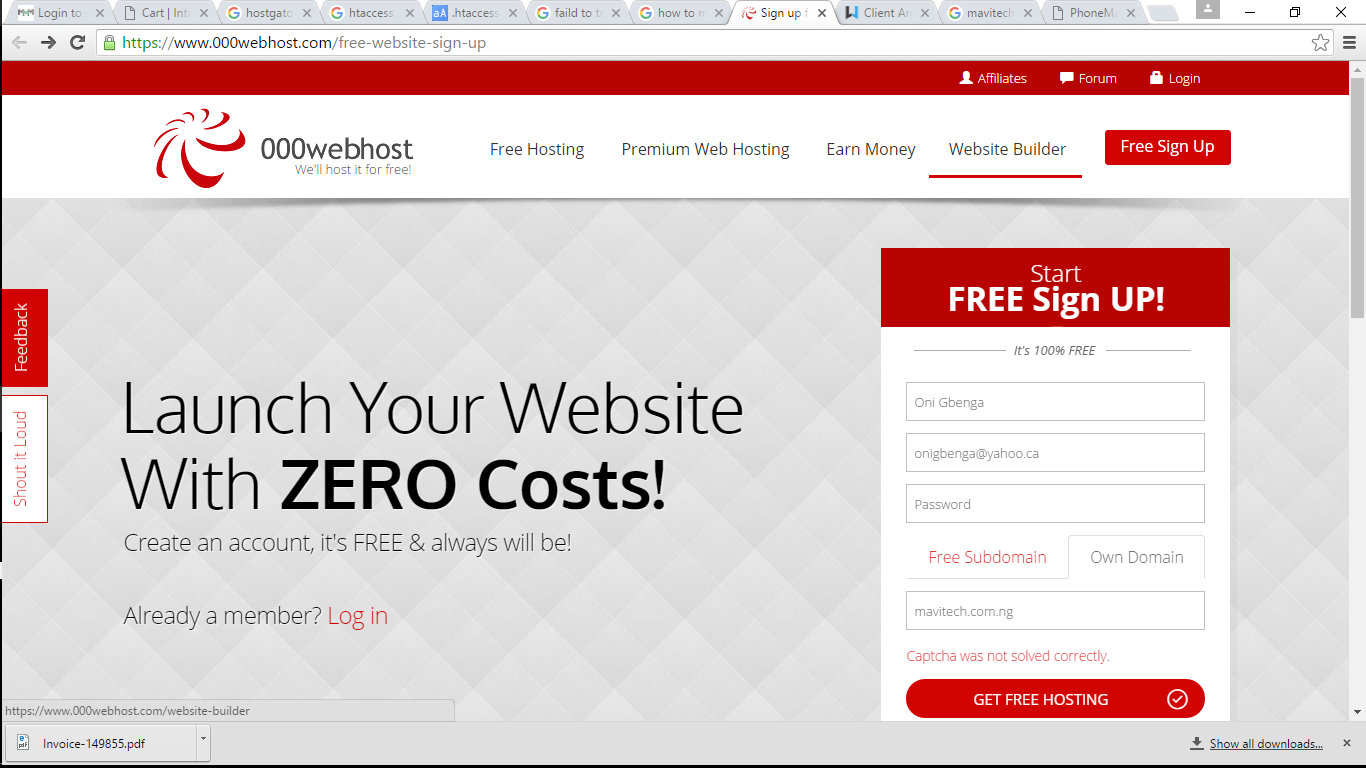 Login to
Cart | Int
hostgato
htaccess
.htaccess
faild to t
how to m
Sign up f
Client Ar
mavitech
PhoneMa
https://www.000webhost.com/free-website-sign-up
Affiliates
Forum
Login
000webhost
We'll host it for free!
Free Hosting
Premium Web Hosting
Earn Money
Website Builder
Free Sign Up
Feedback
Shout it Loud
Launch Your Website
With ZERO Costs!
Create an account, it's FREE & always will be!
Already a member? Log in
Start
FREE Sign UP!
It's 100% FREE
Oni Gbenga
onigbenga@yahoo.ca
Password
Free Subdomain
Own Domain
mavitech.com.ng
Captcha was not solved correctly.
GET FREE HOSTING
https://www.000webhost.com/website-builder
Invoice-149855.pdf
Show all downloads...